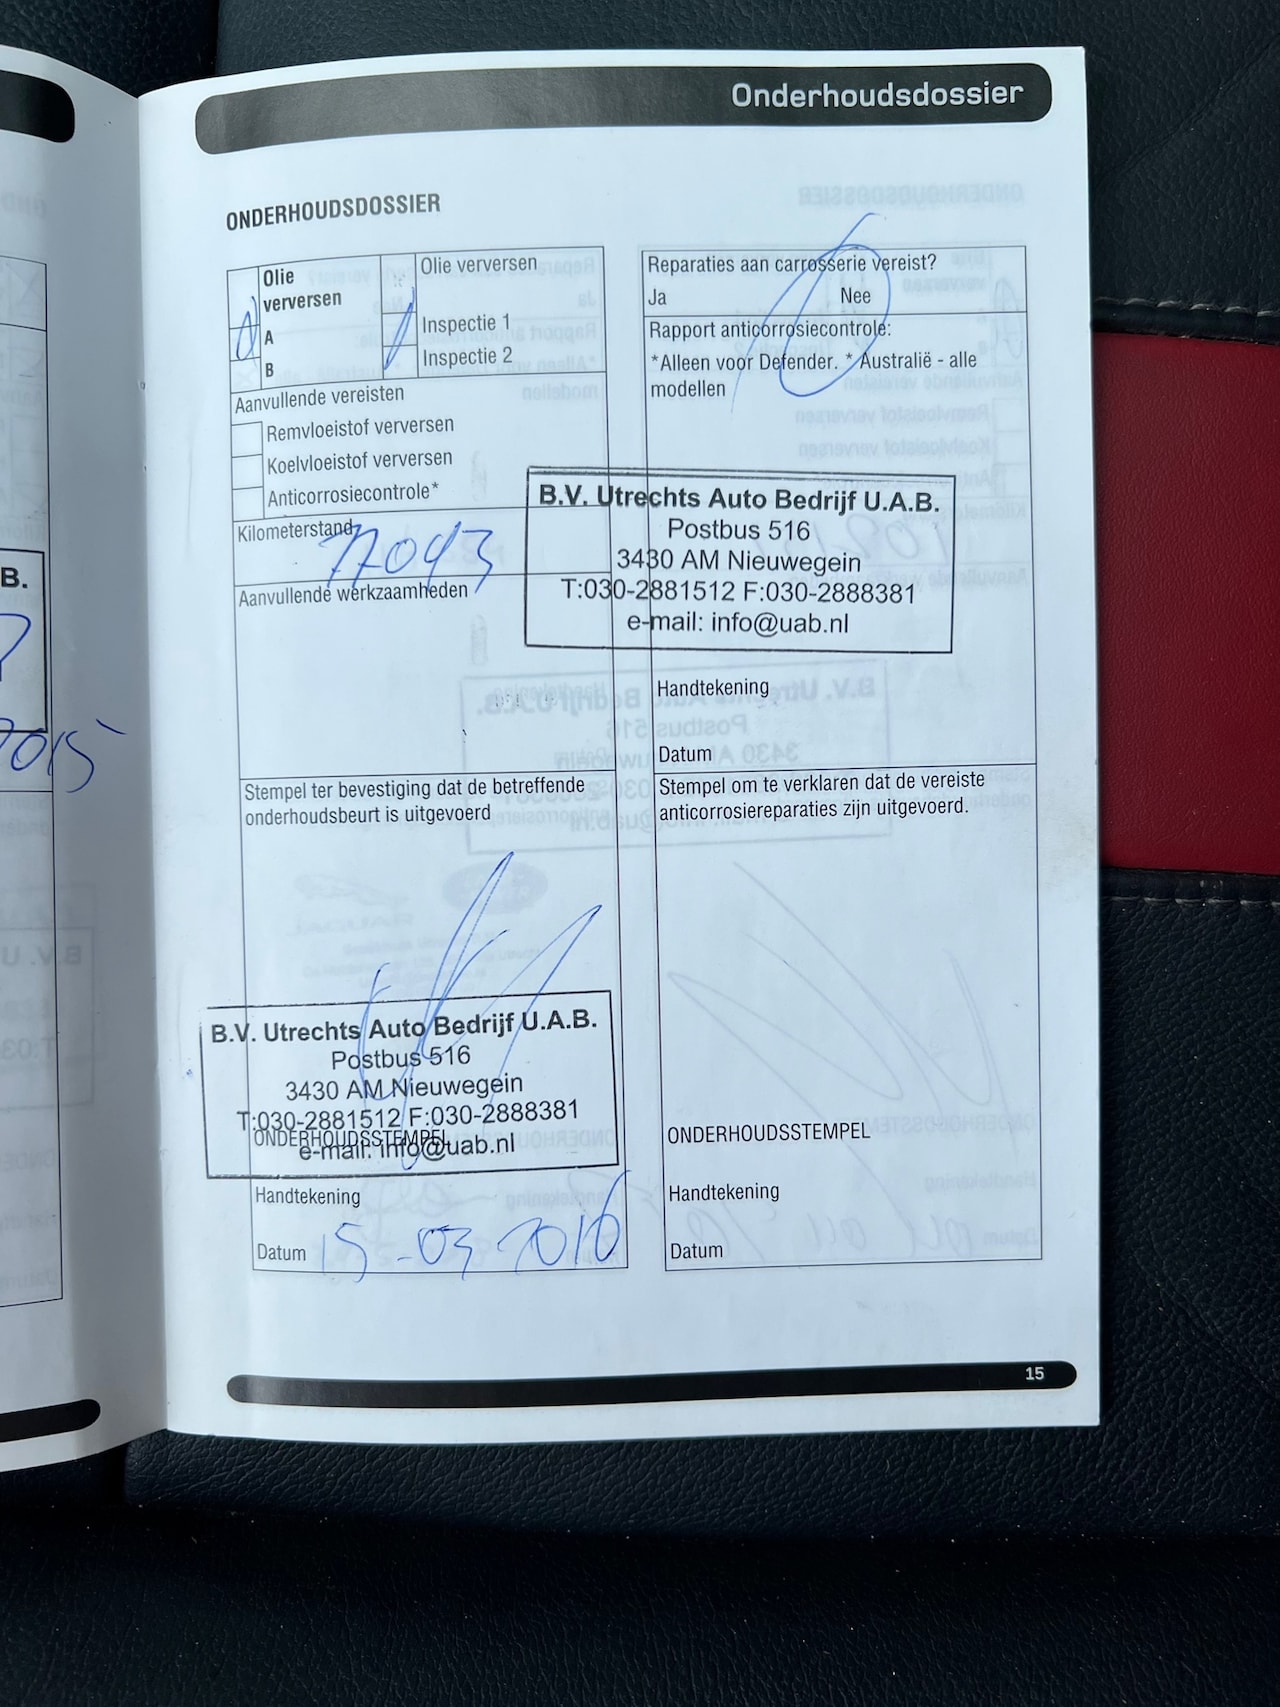 Onderhoudsdossier
ONDERHOUDSDOSSIER
Olie verversen
A
B
Olie verversen
Inspectie 1
Inspectie 2
Aanvullende vereisten
Remvloeistof verversen
Koelvloeistof verversen
Anticorrosiecontrole*
Kilometerstand
77043
Aanvullende werkzaamheden
Stempel ter bevestiging dat de betreffende
onderhoudsbeurt is uitgevoerd
B.V. Utrechts Auto Bedrijf U.A.B.
Postbus 516
3430 AM Nieuwegein
T:030-2881512 F:030-2888381
ONDERHOUDSSTEMPEL
e-mail: info@uab.nl
Handtekening
Datum 15-03-2016
Reparaties aan carrosserie vereist?
Ja Nee
Rapport anticorrosiecontrole:
*Alleen voor Defender. * Australië - alle
modellen
B.V. Utrechts Auto Bedrijf U.A.B.
Postbus 516
3430 AM Nieuwegein
T:030-2881512 F:030-2888381
e-mail: info@uab.nl
Handtekening
Datum
Stempel om te verklaren dat de vereiste
anticorrosiereparaties zijn uitgevoerd.
ONDERHOUDSSTEMPEL
Handtekening
Datum
15
B.
2015